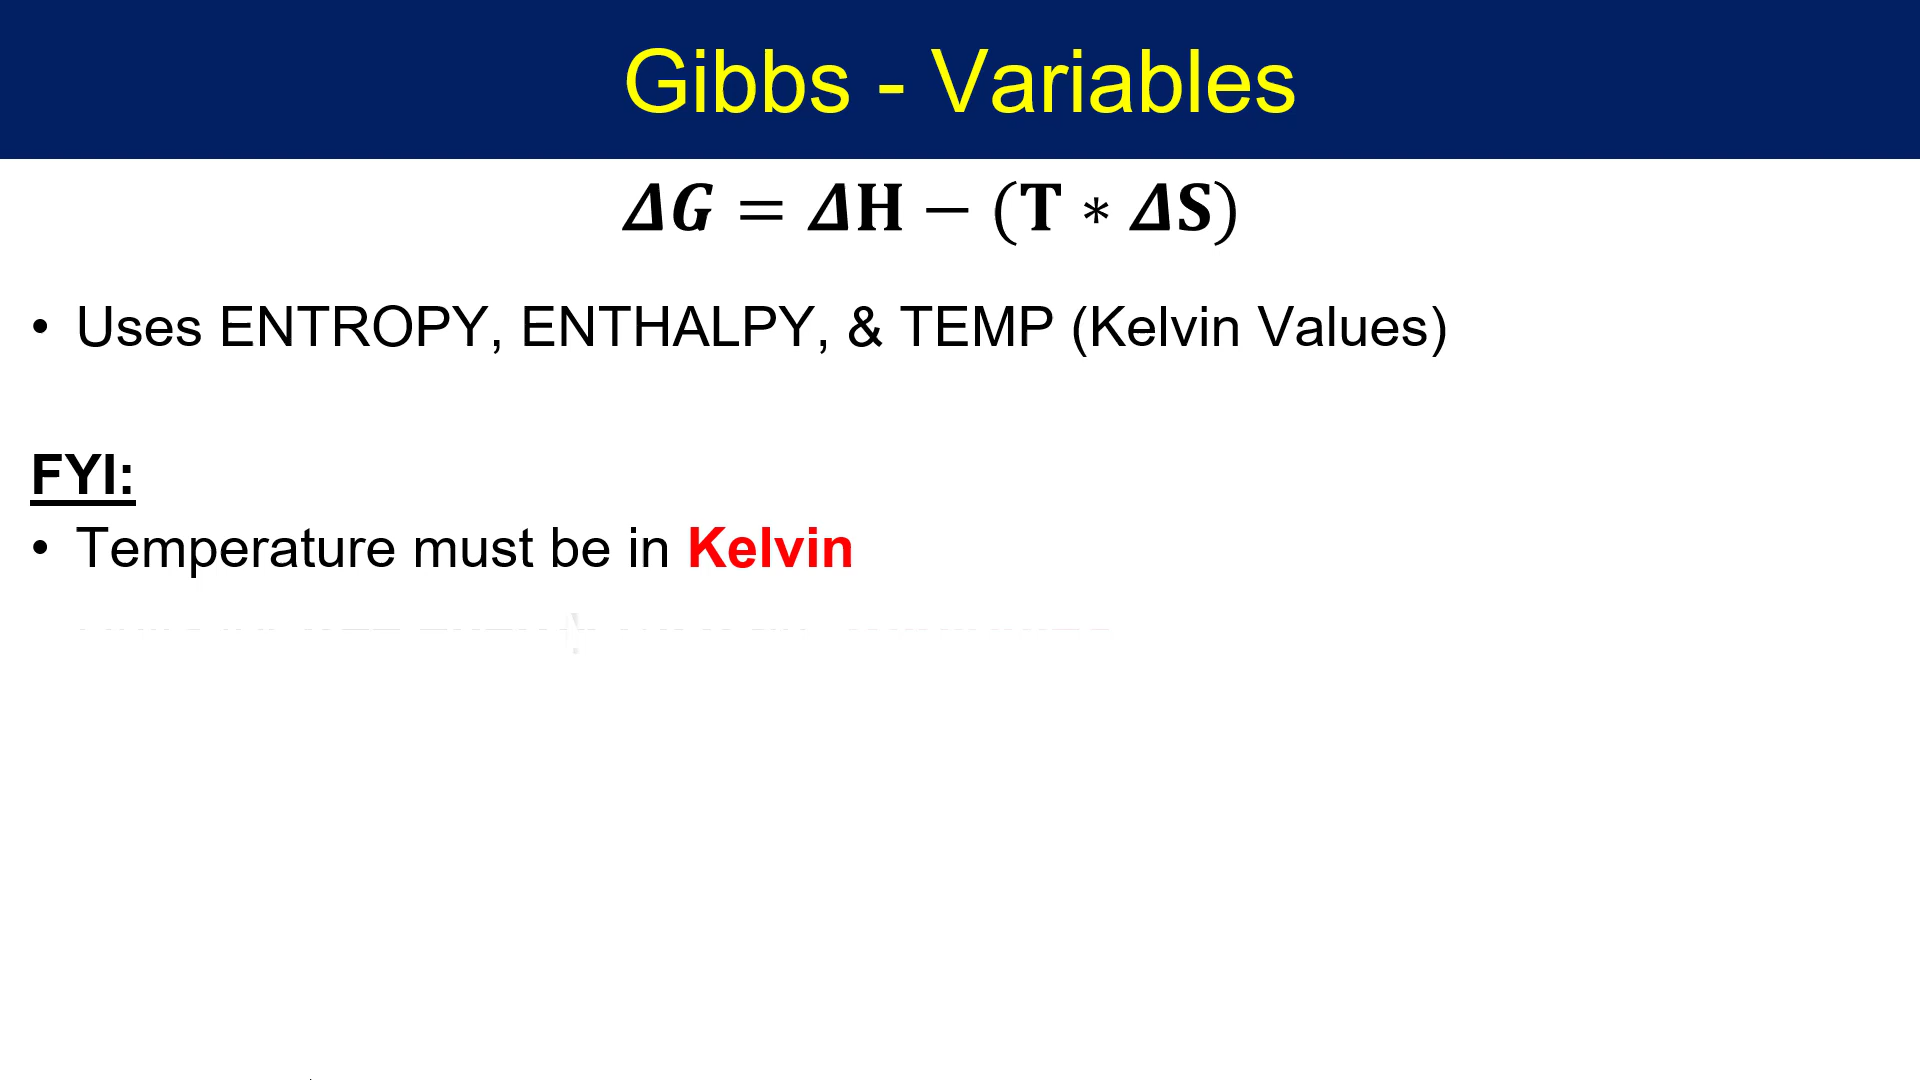 Gibbs - Variables
ΔG = ΔH − (T * ΔS)
• Uses ENTROPY, ENTHALPY, & TEMP (Kelvin Values)
FYI:
• Temperature must be in Kelvin